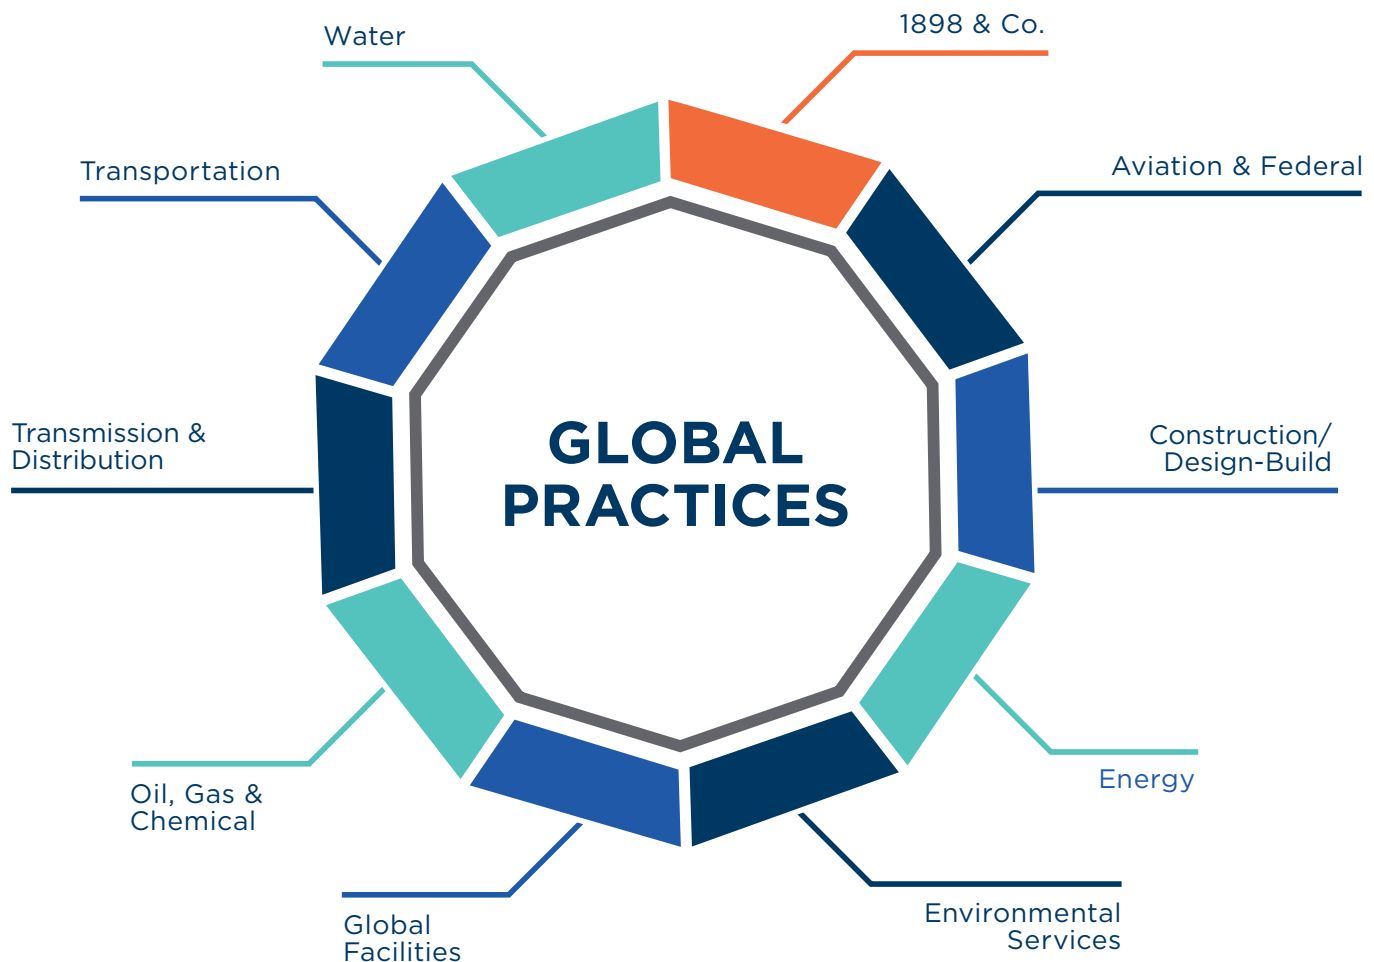 Water
1898 & Co.
Transportation
Aviation & Federal
Transmission &
Distribution
GLOBAL
PRACTICES
Construction/
Design-Build
Oil, Gas &
Chemical
Energy
Global
Facilities
Environmental
Services